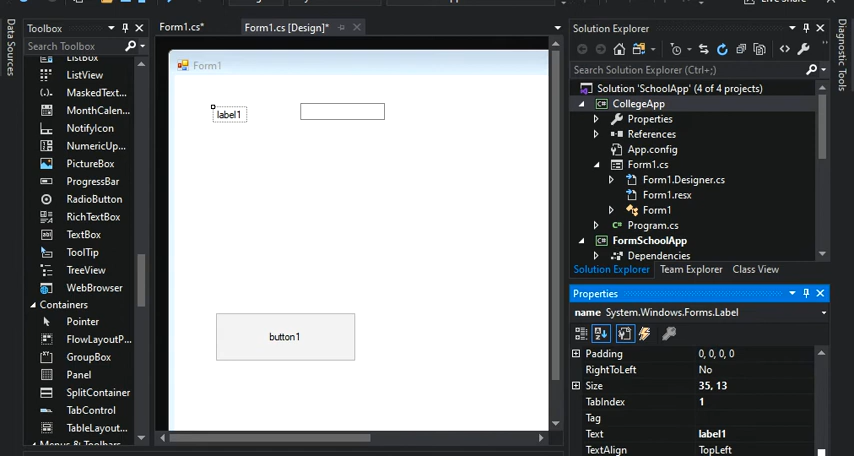 Live Share
Data Sources
Toolbox
Search Toolbox
ListBox
ListView
MaskedText...
MonthCalen...
NotifyIcon
NumericUp...
PictureBox
ProgressBar
RadioButton
RichTextBox
TextBox
ToolTip
TreeView
WebBrowser
Containers
Pointer
FlowLayoutP...
GroupBox
Panel
SplitContainer
TabControl
TableLayout...
Menus & Toolbars
Form1.cs*
Form1.cs [Design]*
Form1
label1
button1
Solution Explorer
Search Solution Explorer (Ctrl+;)
Solution 'SchoolApp' (4 of 4 projects)
CollegeApp
Properties
References
App.config
Form1.cs
Form1.Designer.cs
Form1.resx
Form1
Program.cs
FormSchoolApp
Dependencies
Solution Explorer Team Explorer Class View
Properties
name System.Windows.Forms.Label
Padding 0, 0, 0, 0
RightToLeft No
Size 35, 13
TabIndex 1
Tag
Text label1
TextAlign TopLeft
Diagnostic Tools